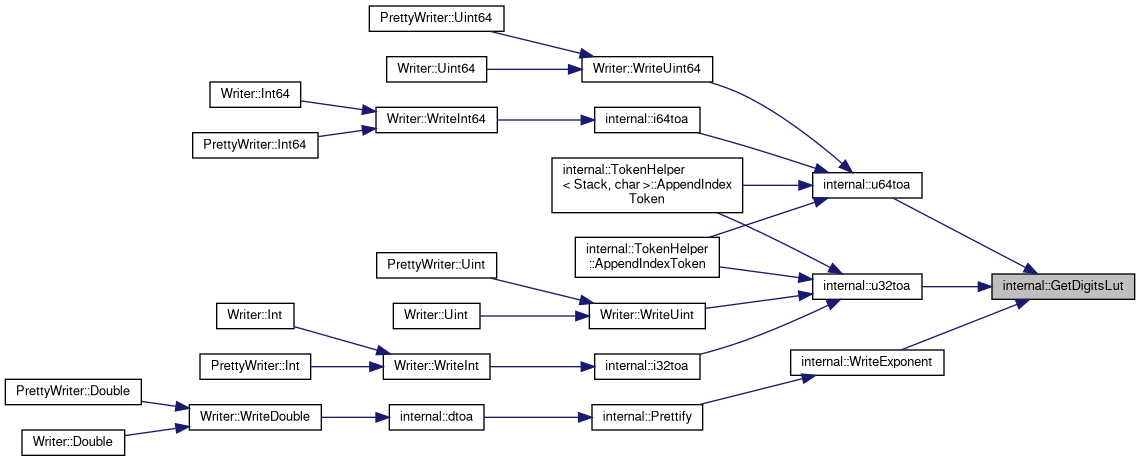 PrettyWriter::Uint64
Writer::Uint64
Writer::WriteUint64
Writer::Int64
PrettyWriter::Int64
Writer::WriteInt64
internal::i64toa
internal::TokenHelper
< Stack, char >::AppendIndex
Token
internal::u64toa
internal::TokenHelper
::AppendIndexToken
PrettyWriter::Uint
Writer::Uint
Writer::WriteUint
internal::u32toa
internal::GetDigitsLut
Writer::Int
PrettyWriter::Int
Writer::WriteInt
internal::i32toa
internal::WriteExponent
PrettyWriter::Double
Writer::Double
Writer::WriteDouble
internal::dtoa
internal::Prettify